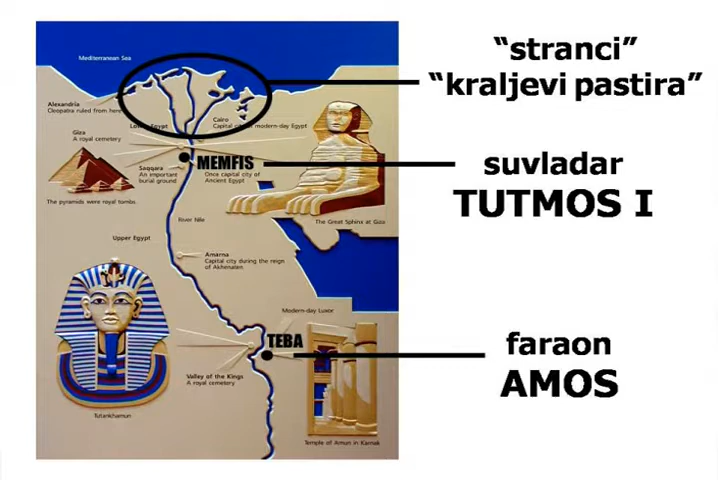 "stranci"
"kraljevi pastira"
Mediterranean Sea
Alexandria
Cleopatra ruled from here
Lower Egypt
Cairo
Capital city of modern-day Egypt
Giza
A royal cemetery
MEMFIS
Once capital city of
Ancient Egypt
suvladar
TUTMOS I
Saqqara
An important
burial ground
The pyramids were royal tombs.
River Nile
The Great Sphinx at Giza
Upper Egypt
Amarna
Capital city during the reign
of Akhenaten
Modern-day Luxor
TEBA
faraon
AMOS
Valley of the Kings
A royal cemetery
Tutankhamun
Temple of Amun in Karnak